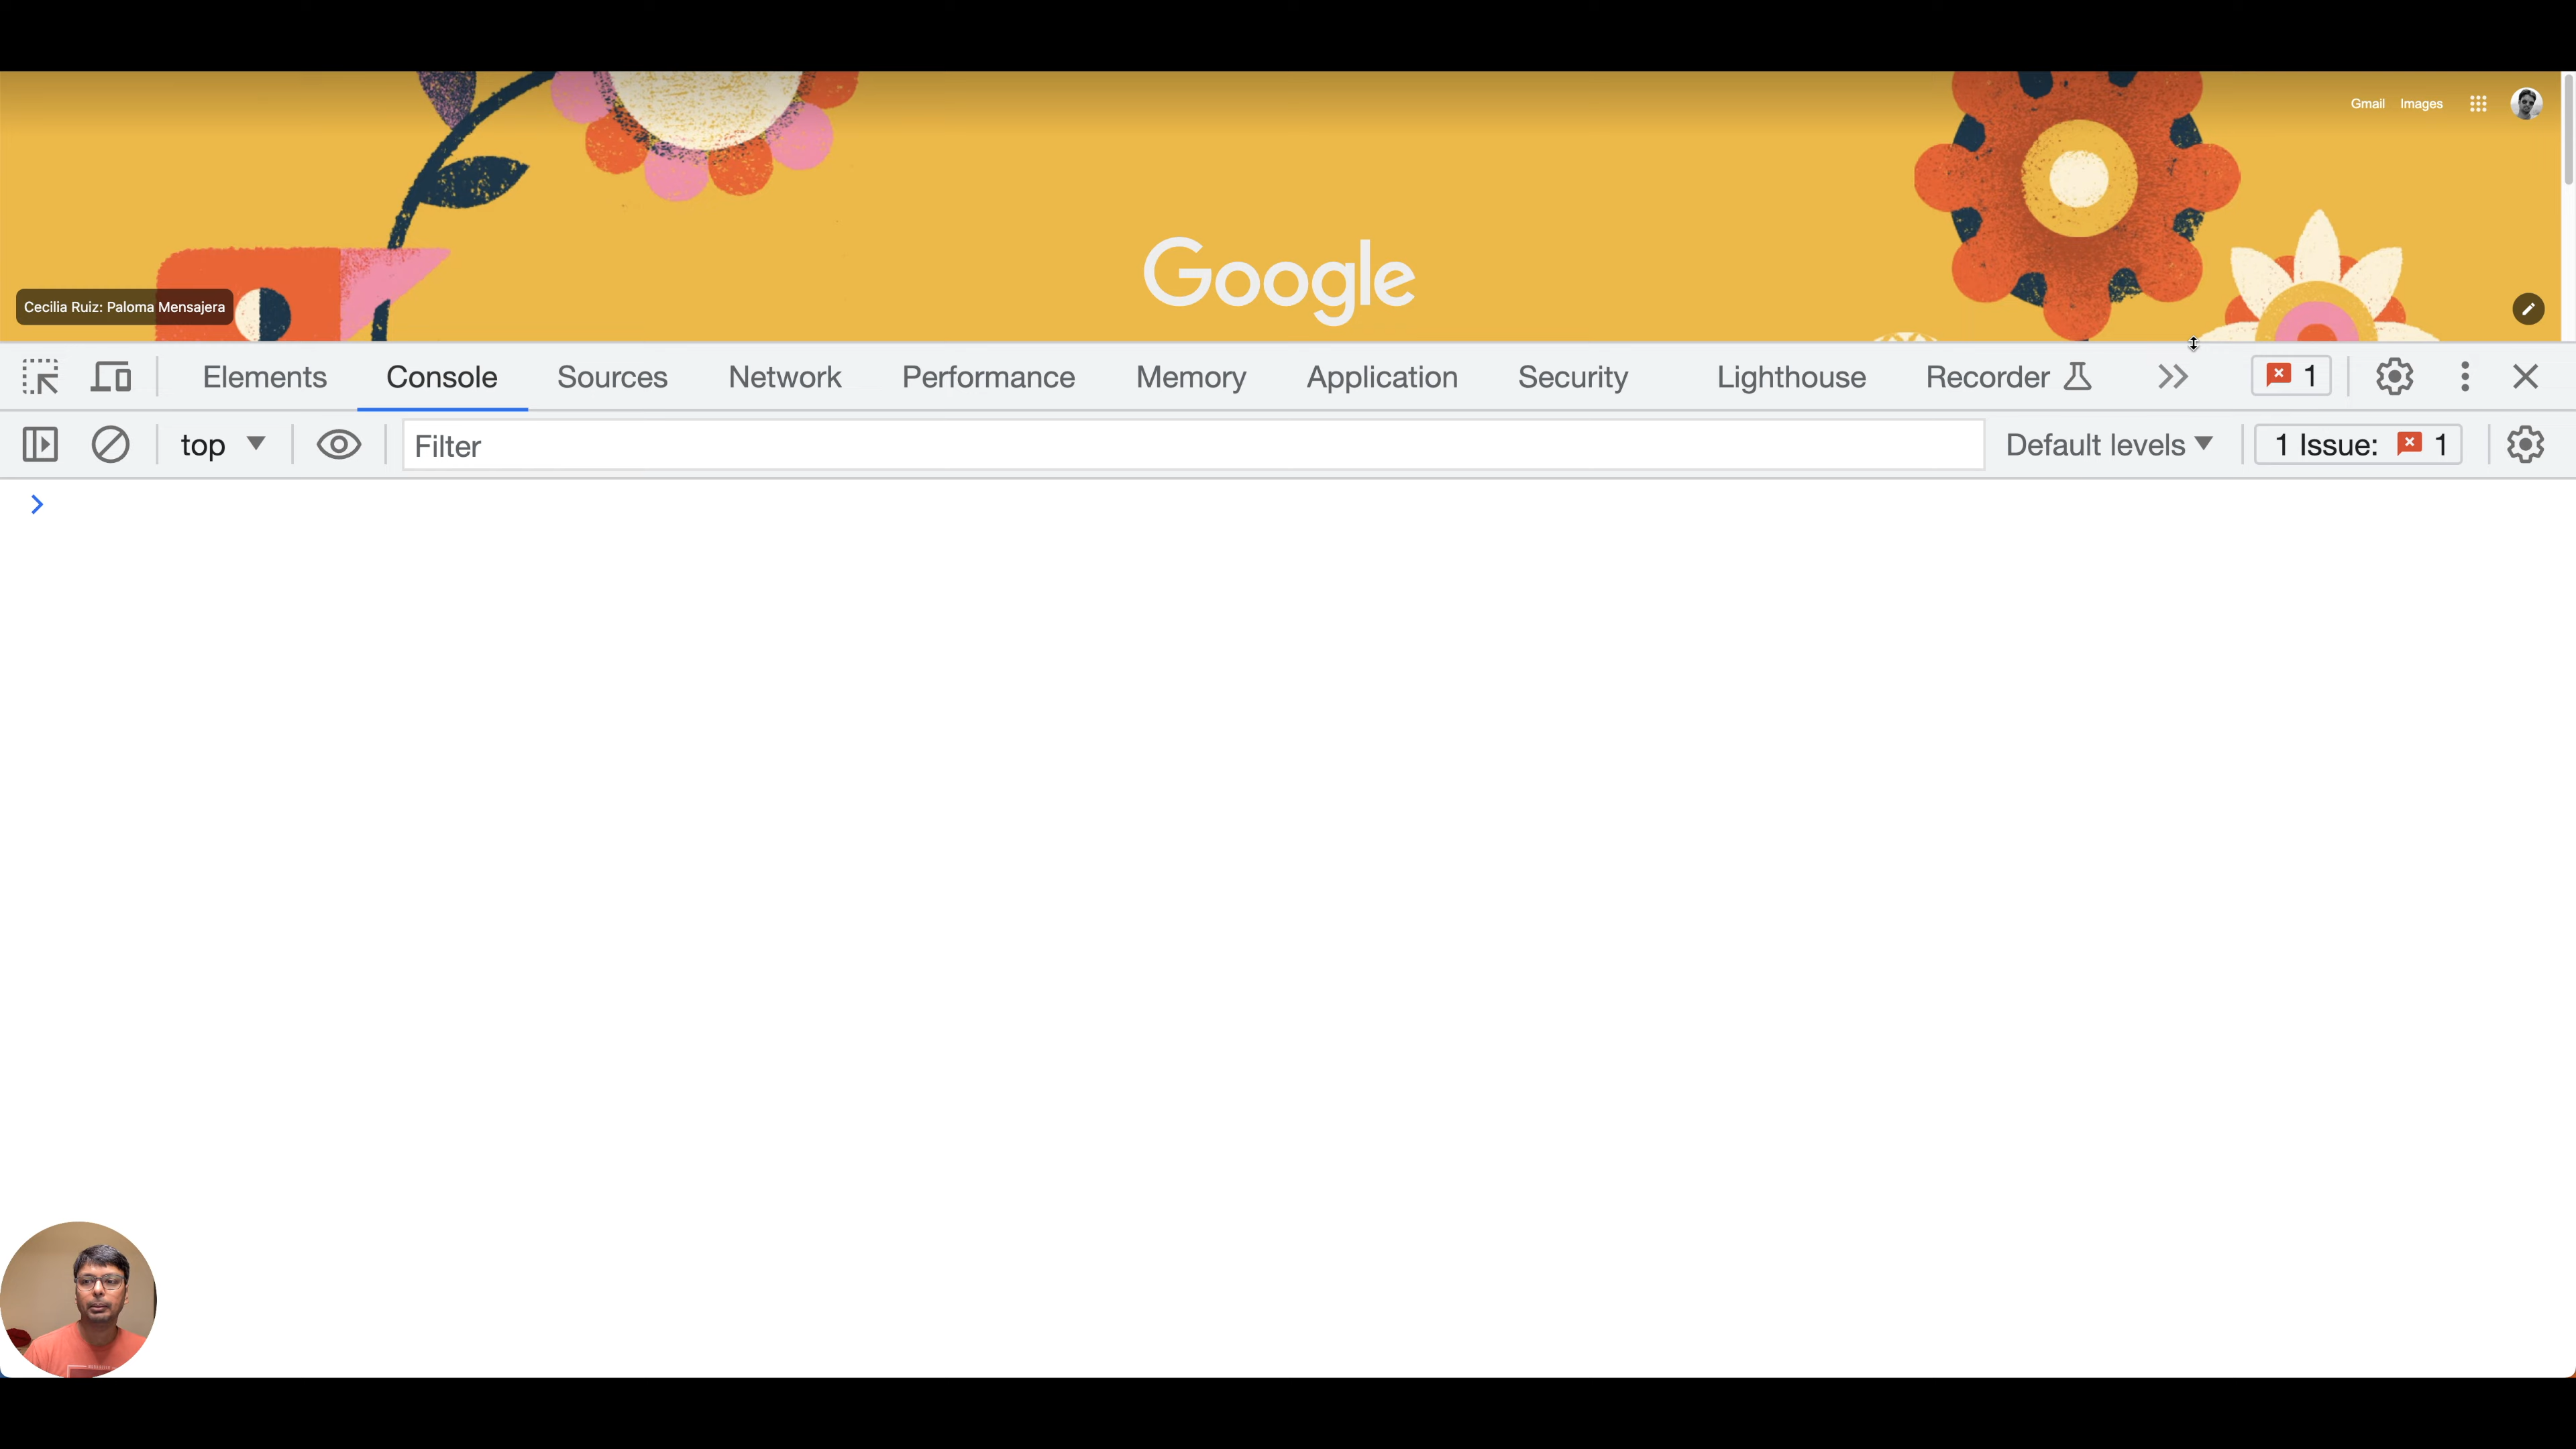 Gmail Images
Google
Cecilia Ruiz: Paloma Mensajera
Elements Console Sources Network Performance Memory Application Security Lighthouse Recorder 1
top Filter Default levels 1 Issue: 1